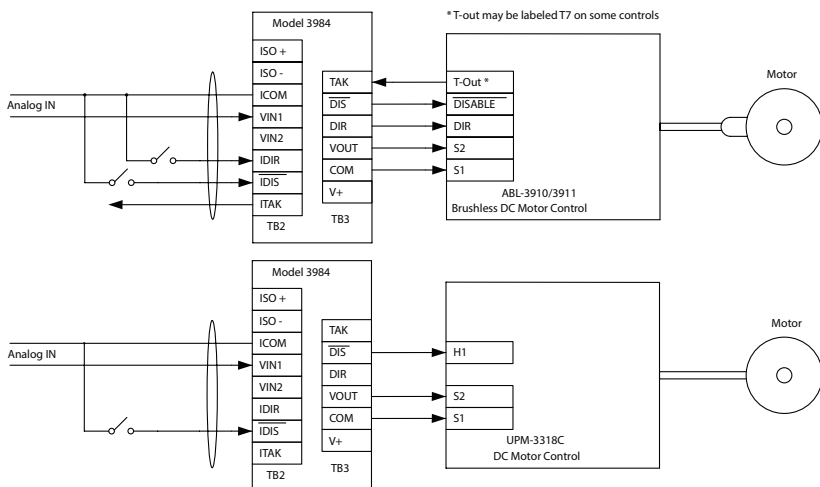 * T-out may be labeled T7 on some controls
Model 3984
ISO +
ISO -
ICOM
VIN1
VIN2
IDIR
IDIS
ITAK
TB2
TAK
DIS
DIR
VOUT
COM
V+
TB3
Analog IN
T-Out *
DISABLE
DIR
S2
S1
ABL-3910/3911
Brushless DC Motor Control
Motor
Model 3984
ISO +
ISO -
ICOM
VIN1
VIN2
IDIR
IDIS
ITAK
TB2
TAK
DIS
DIR
VOUT
COM
V+
TB3
Analog IN
H1
S2
S1
UPM-3318C
DC Motor Control
Motor